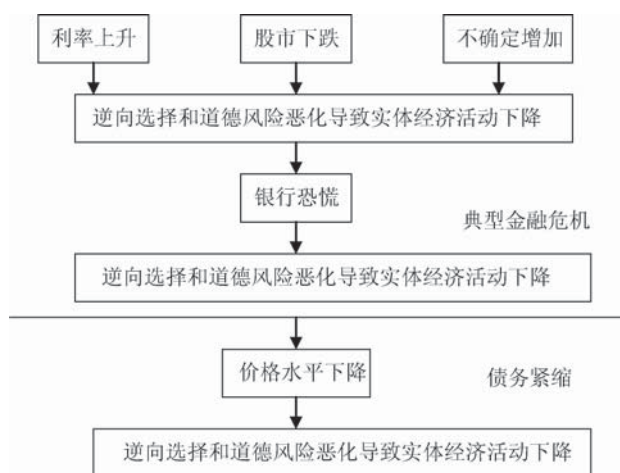 利率上升
股市下跌
不确定增加
逆向选择和道德风险恶化导致实体经济活动下降
银行恐慌
典型金融危机
逆向选择和道德风险恶化导致实体经济活动下降
价格水平下降
债务紧缩
逆向选择和道德风险恶化导致实体经济活动下降